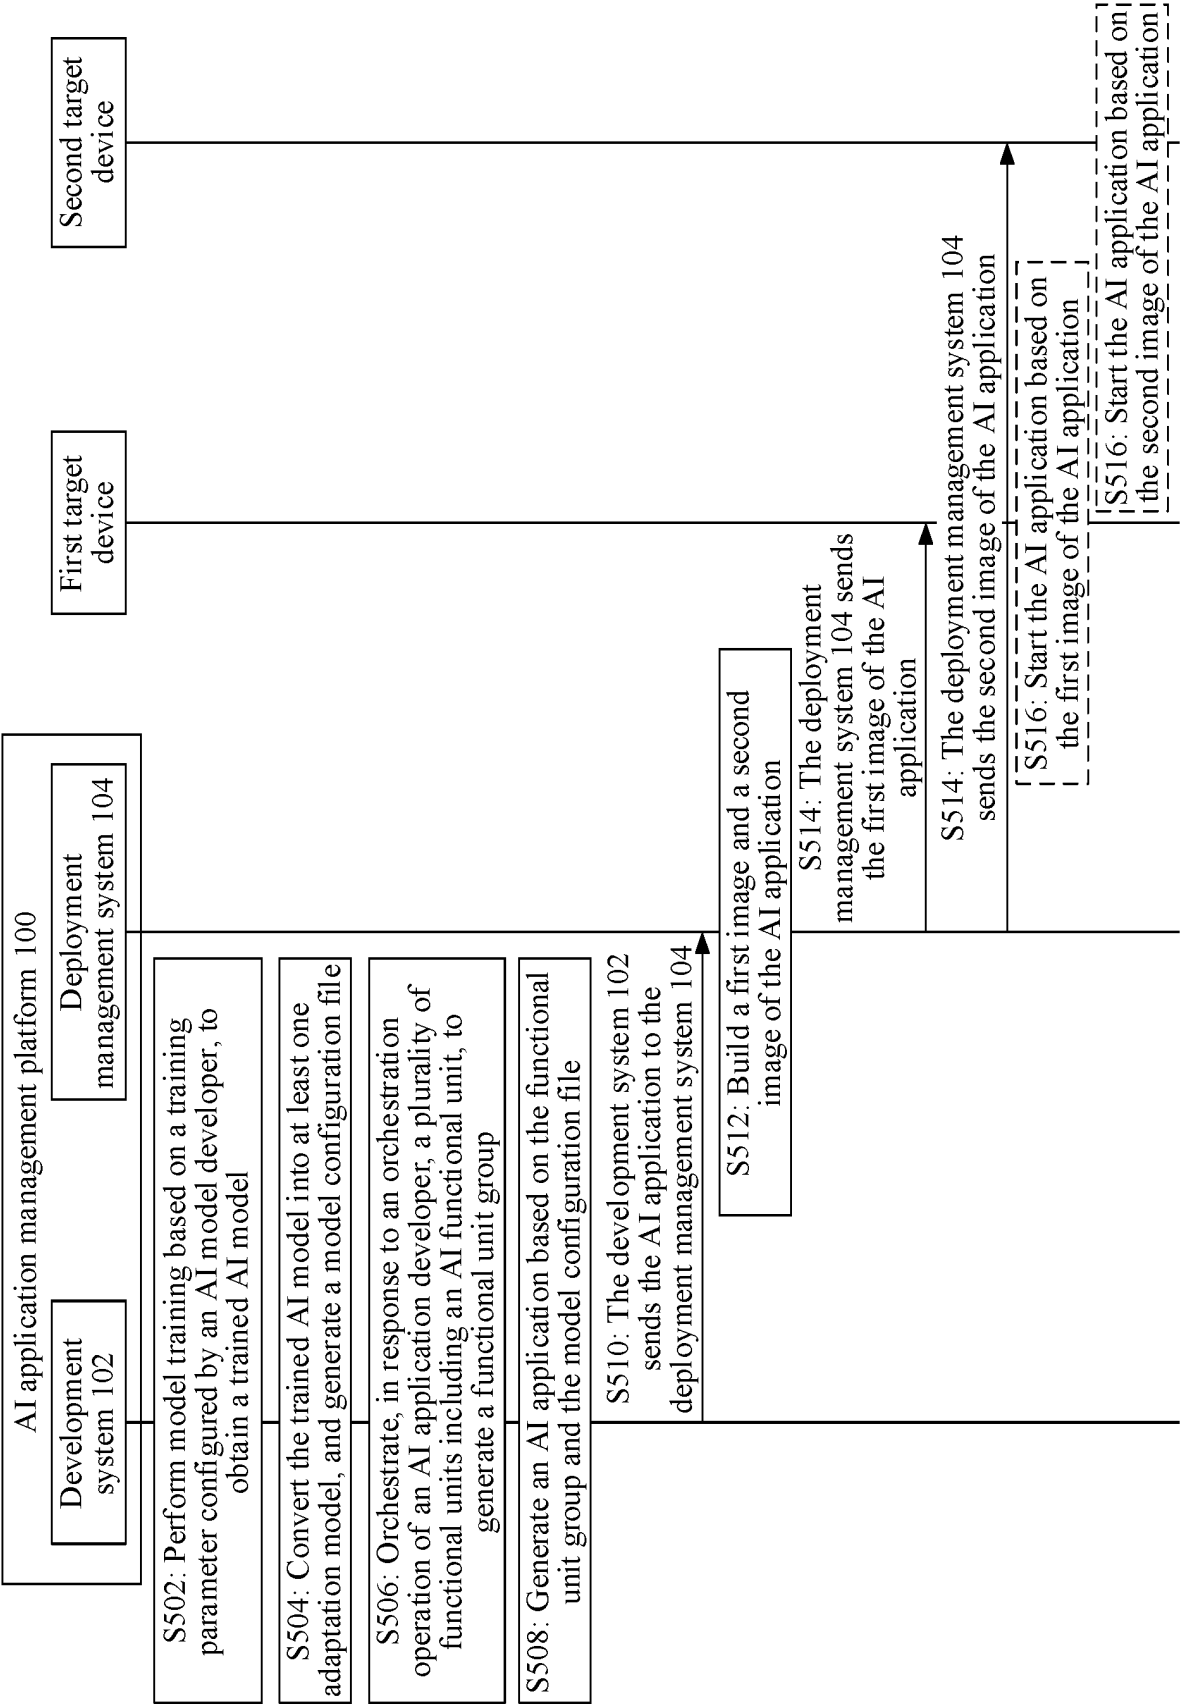 AI application management platform 100
Development
system 102
Deployment
management system 104
First target
device
Second target
device
S502: Perform model training based on a training
parameter configured by an AI model developer, to
obtain a trained AI model
S504: Convert the trained AI model into at least one
adaptation model, and generate a model configuration file
S506: Orchestrate, in response to an orchestration
operation of an AI application developer, a plurality of
functional units including an AI functional unit, to
generate a functional unit group
S508: Generate an AI application based on the functional
unit group and the model configuration file
S510: The development system 102
sends the AI application to the
deployment management system 104
S512: Build a first image and a second
image of the AI application
S514: The deployment
management system 104 sends
the first image of the AI
application
S514: The deployment management system 104
sends the second image of the AI application
S516: Start the AI application based on
the first image of the AI application
S516: Start the AI application based on
the second image of the AI application